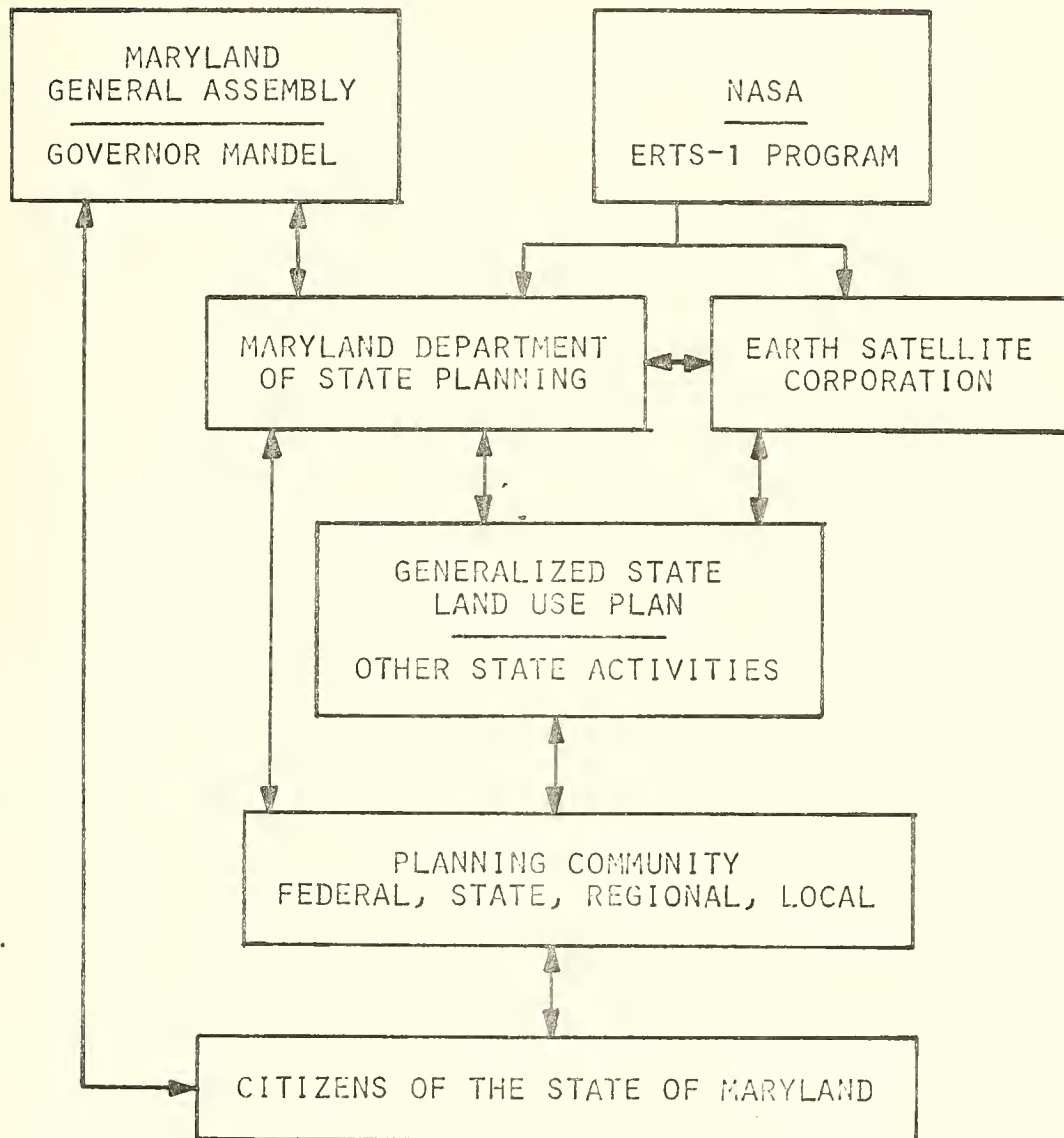 MARYLAND
GENERAL ASSEMBLY
GOVERNOR MANDEL
NASA
ERTS-1 PROGRAM
MARYLAND DEPARTMENT
OF STATE PLANNING
EARTH SATELLITE
CORPORATION
GENERALIZED STATE
LAND USE PLAN
OTHER STATE ACTIVITIES
PLANNING COMMUNITY
FEDERAL, STATE, REGIONAL, LOCAL
CITIZENS OF THE STATE OF MARYLAND